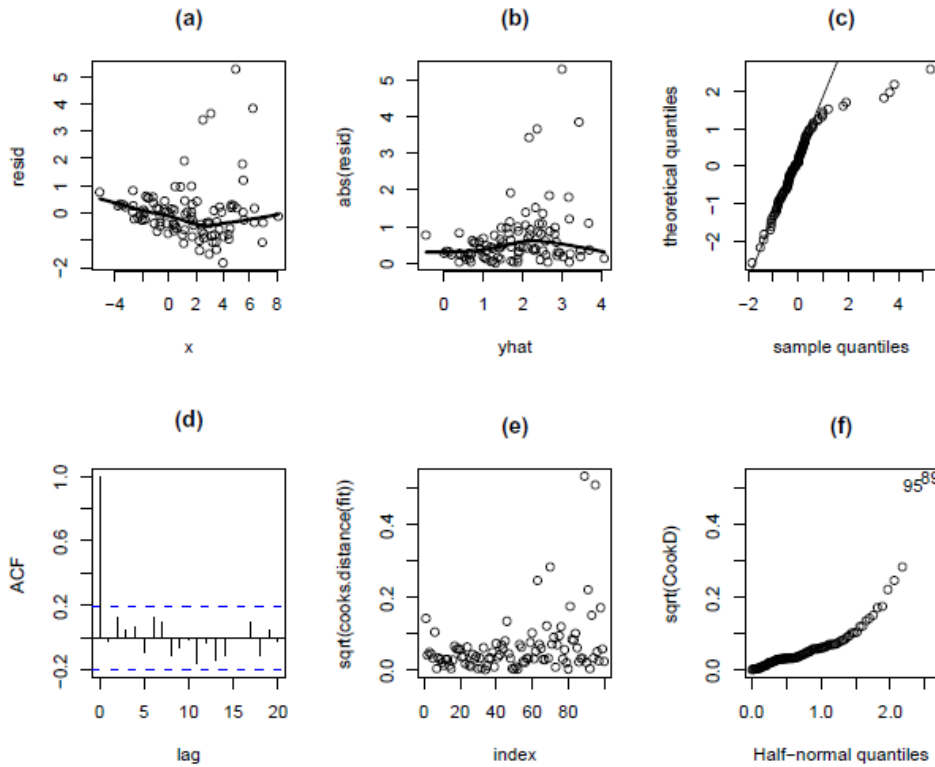 (a)
resid
5
4
3
2
1
0
−2
−4 0 2 4 6 8
x
(b)
abs(resid)
5
4
3
2
1
0
0 1 2 3 4
yhat
(c)
theoretical quantiles
2
1
0
−1
−2
−2 0 2 4
sample quantiles
(d)
ACF
1.0
0.6
0.2
−0.2
0 5 10 15 20
lag
(e)
sqrt(cooks.distance(fit))
0.4
0.2
0.0
0 20 40 60 80
index
(f)
sqrt(CookD)
0.4
0.2
0.0
95
89
0.0 1.0 2.0
Half−normal quantiles